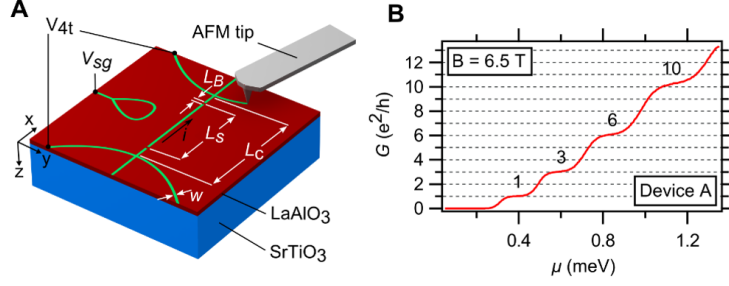 A
V4t
AFM tip
Vsg
LB
i
Ls
Lc
x
y
z
w
LaAlO3
SrTiO3
B
B = 6.5 T
12
10
8
6
4
2
0
G (e²/h)
1
3
6
10
Device A
0.4
0.8
1.2
μ (meV)